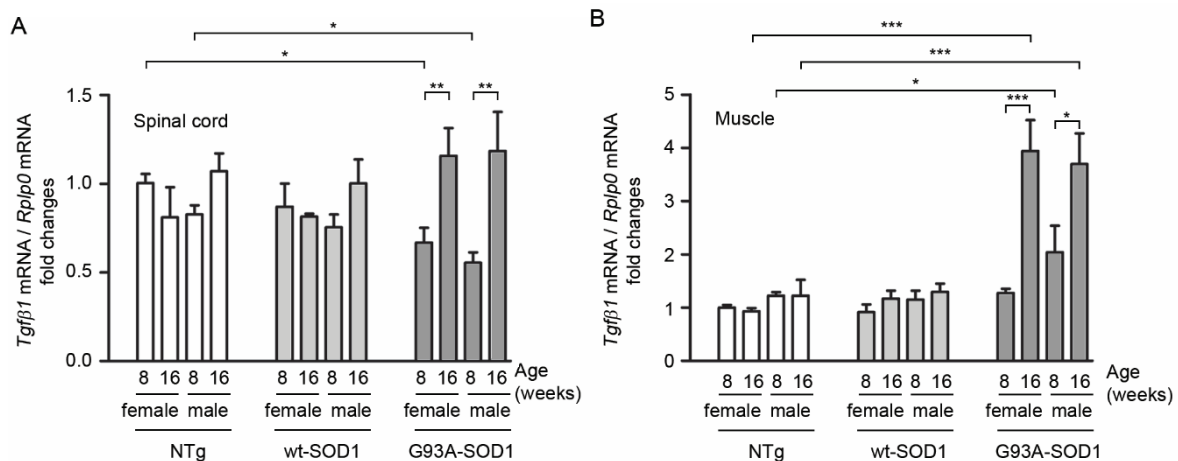 A
*
*
**
**
Spinal cord
Tgfβ1 mRNA / Rplp0 mRNA
fold changes
1.5
1.0
0.5
0.0
8 16 8 16 8 16 8 16 8 16 8 16 Age
(weeks)
female male female male female male
NTg wt-SOD1 G93A-SOD1
B
***
***
*
***
*
Muscle
Tgfβ1 mRNA / Rplp0 mRNA
fold changes
5
4
3
2
1
0
8 16 8 16 8 16 8 16 8 16 8 16 Age
(weeks)
female male female male female male
NTg wt-SOD1 G93A-SOD1